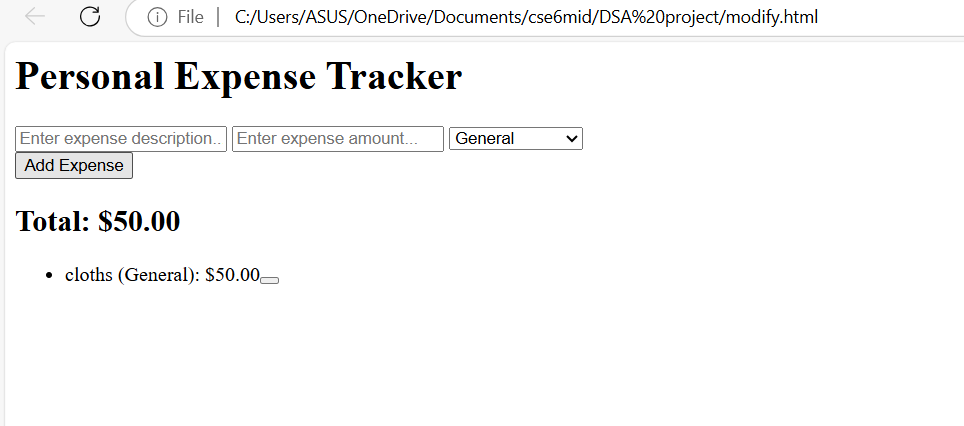 File | C:/Users/ASUS/OneDrive/Documents/cse6mid/DSA%20project/modify.html
Personal Expense Tracker
Enter expense description.. Enter expense amount... General
Add Expense
Total: $50.00
• cloths (General): $50.00